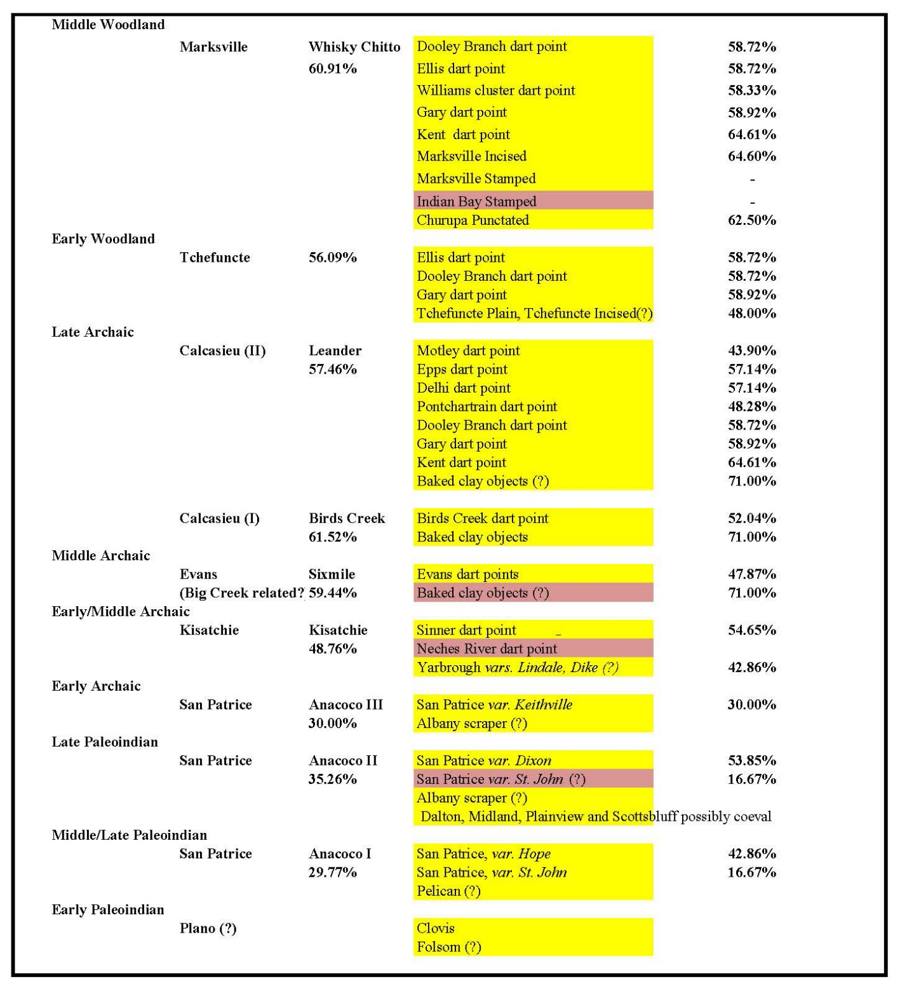 Middle Woodland
Marksville Whisky Chitto Dooley Branch dart point 58.72%
60.91% Ellis dart point 58.72%
Williams cluster dart point 58.33%
Gary dart point 58.92%
Kent dart point 64.61%
Marksville Incised 64.60%
Marksville Stamped -
Indian Bay Stamped -
Churupa Punctated 62.50%
Early Woodland
Tchefuncte 56.09% Ellis dart point 58.72%
Dooley Branch dart point 58.72%
Gary dart point 58.92%
Tchefuncte Plain, Tchefuncte Incised(?) 48.00%
Late Archaic
Calcasieu (II) Leander Motley dart point 43.90%
57.46% Epps dart point 57.14%
Delhi dart point 57.14%
Pontchartrain dart point 48.28%
Dooley Branch dart point 58.72%
Gary dart point 58.92%
Kent dart point 64.61%
Baked clay objects (?) 71.00%
Calcasieu (I) Birds Creek Birds Creek dart point 52.04%
61.52% Baked clay objects 71.00%
Middle Archaic
Evans Sixmile Evans dart points 47.87%
(Big Creek related? 59.44% Baked clay objects (?) 71.00%
Early/Middle Archaic
Kisatchie Kisatchie Sinner dart point _ 54.65%
48.76% Neches River dart point
Yarbrough vars. Lindale, Dike (?) 42.86%
Early Archaic
San Patrice Anacoco III San Patrice var. Keithville 30.00%
30.00% Albany scraper (?)
Late Paleoindian
San Patrice Anacoco II San Patrice var. Dixon 53.85%
35.26% San Patrice var. St. John (?) 16.67%
Albany scraper (?)
Dalton, Midland, Plainview and Scottsbluff possibly coeval
Middle/Late Paleoindian
San Patrice Anacoco I San Patrice, var. Hope 42.86%
29.77% San Patrice, var. St. John 16.67%
Pelican (?)
Early Paleoindian
Plano (?) Clovis
Folsom (?)